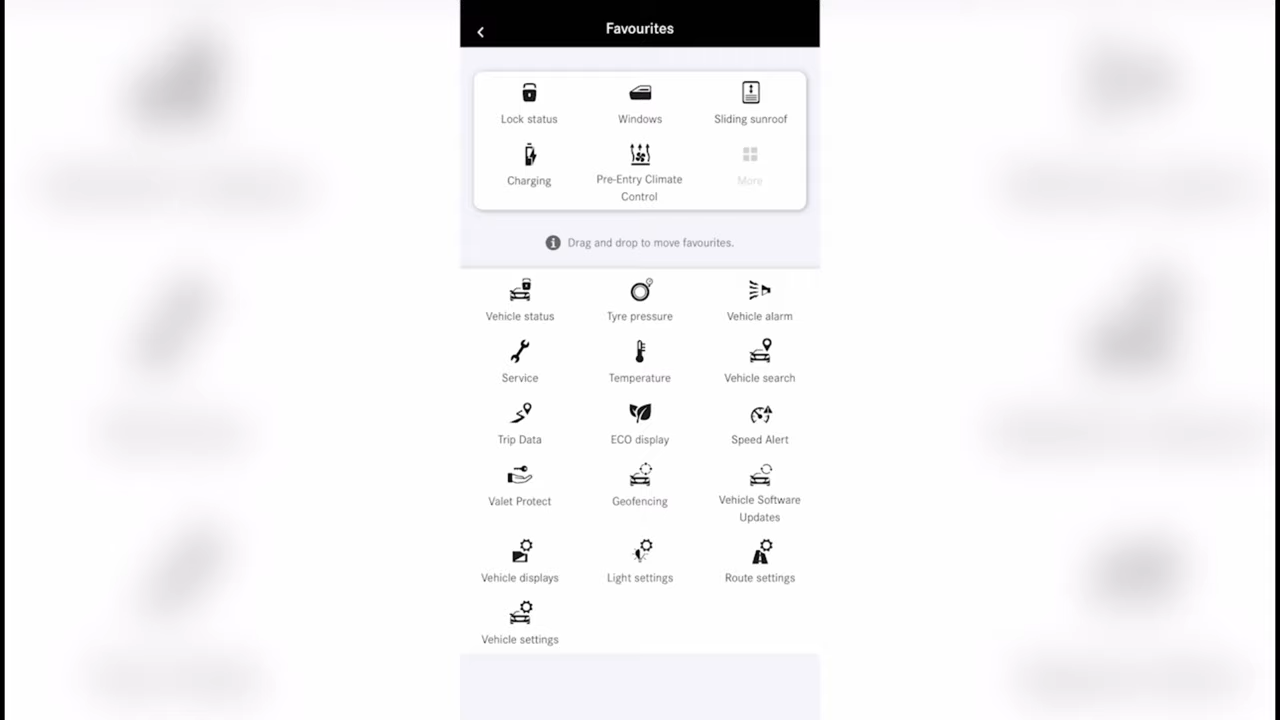 Favourites
Lock status
Windows
Sliding sunroof
Charging
Pre-Entry Climate
Control
More
Drag and drop to move favourites.
Vehicle status
Tyre pressure
Vehicle alarm
Service
Temperature
Vehicle search
Trip Data
ECO display
Speed Alert
Valet Protect
Geofencing
Vehicle Software
Updates
Vehicle displays
Light settings
Route settings
Vehicle settings